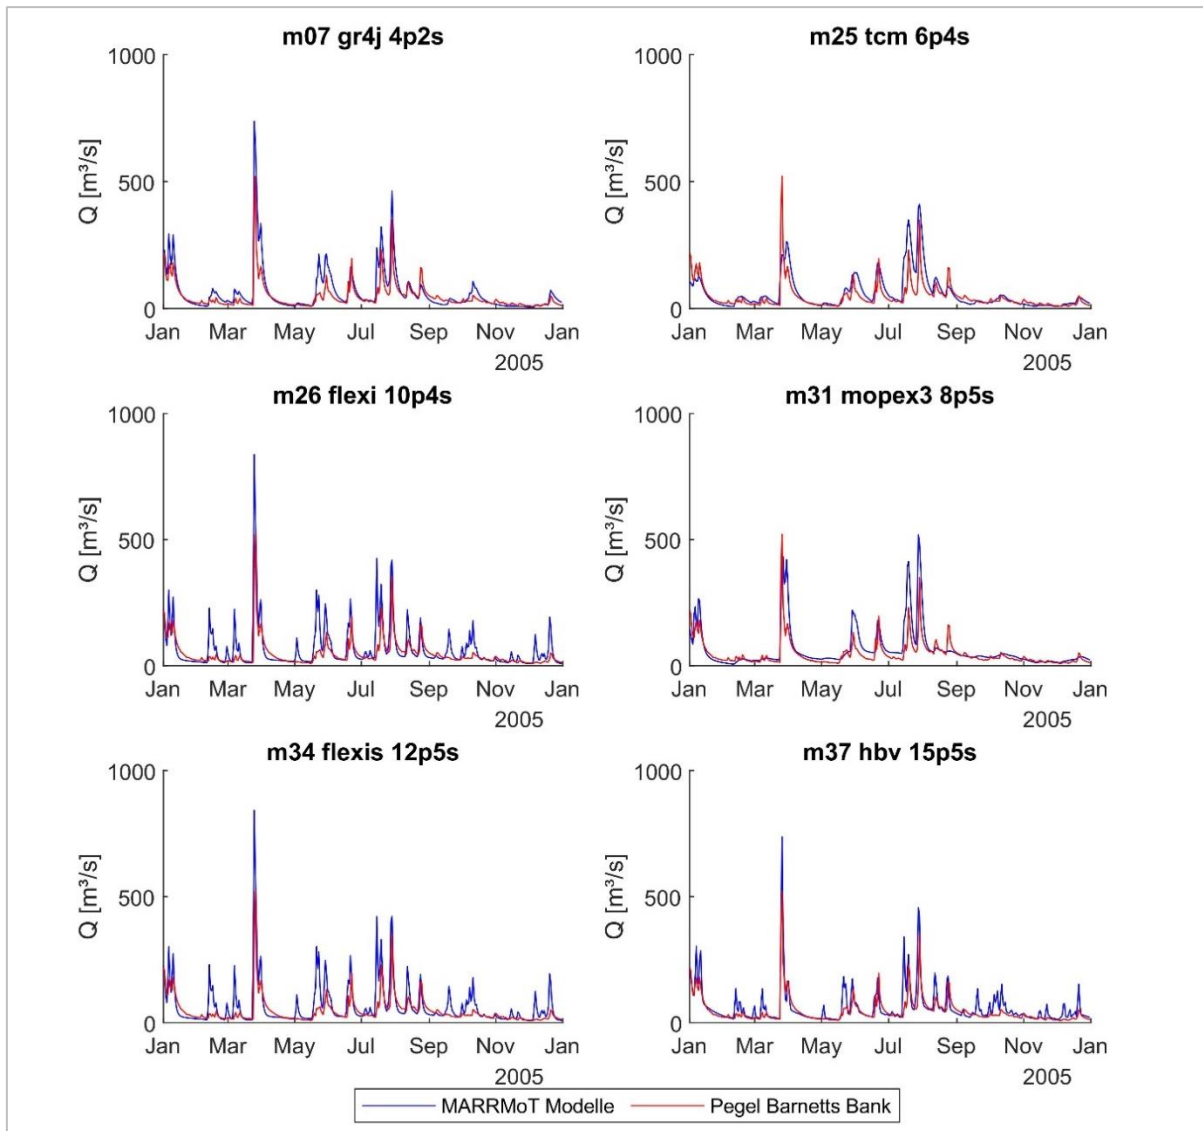 m07 gr4j 4p2s
m25 tcm 6p4s
1000
500
0
Q [m³/s]
Jan Mar May Jul Sep Nov Jan
2005
1000
500
0
Q [m³/s]
Jan Mar May Jul Sep Nov Jan
2005
m26 flexi 10p4s
m31 mopex3 8p5s
1000
500
0
Q [m³/s]
Jan Mar May Jul Sep Nov Jan
2005
1000
500
0
Q [m³/s]
Jan Mar May Jul Sep Nov Jan
2005
m34 flexis 12p5s
m37 hbv 15p5s
1000
500
0
Q [m³/s]
Jan Mar May Jul Sep Nov Jan
2005
1000
500
0
Q [m³/s]
Jan Mar May Jul Sep Nov Jan
2005
MARRMoT Modelle Pegel Barnetts Bank